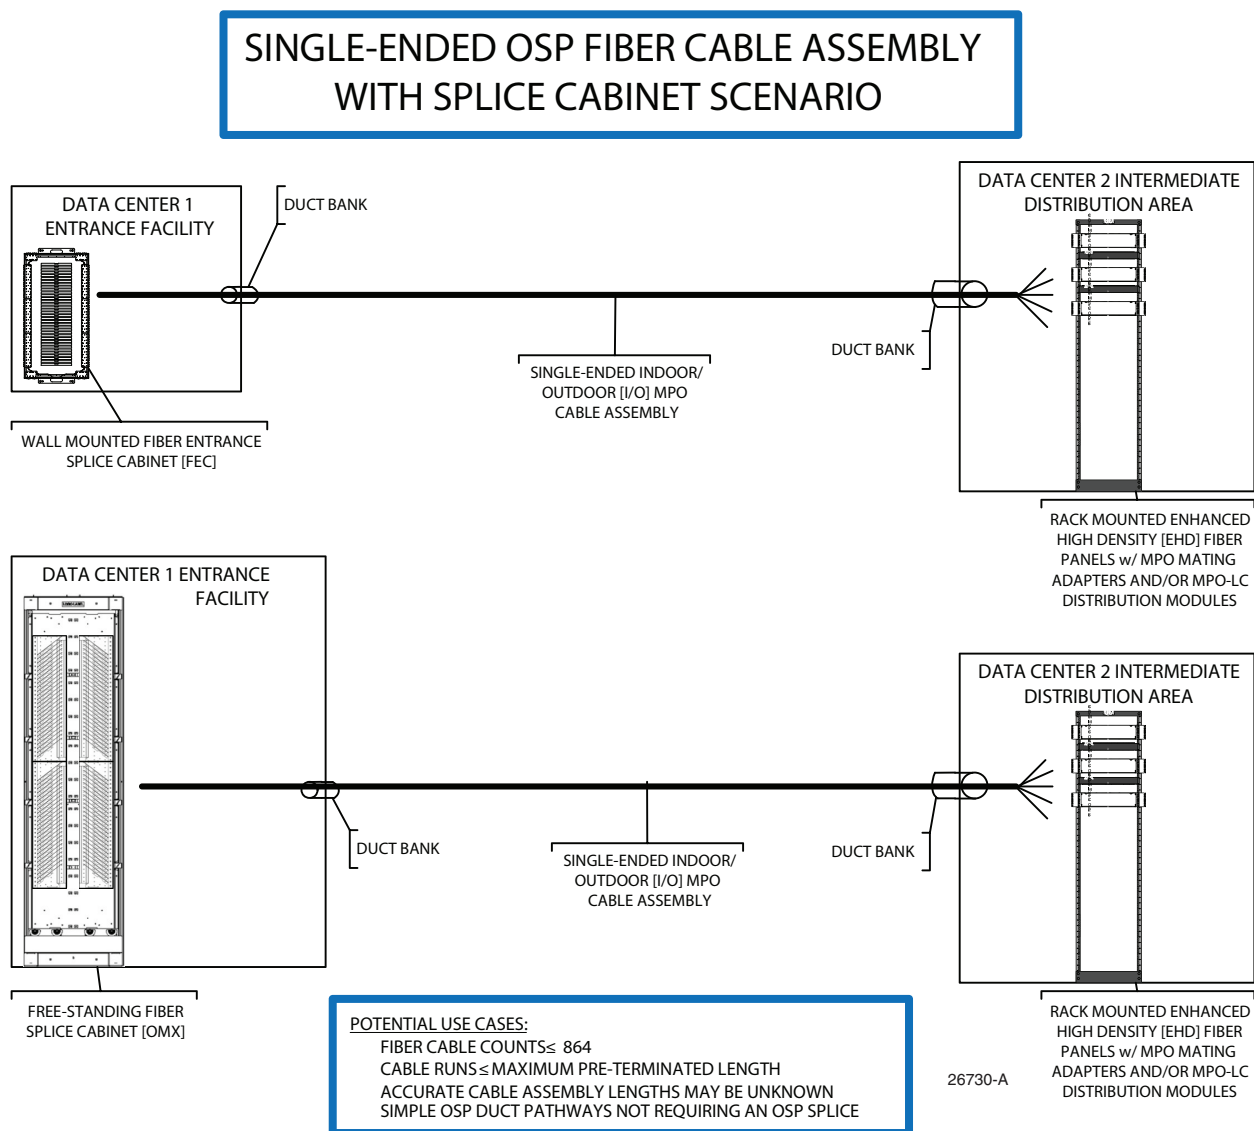 SINGLE-ENDED OSP FIBER CABLE ASSEMBLY
WITH SPLICE CABINET SCENARIO
DATA CENTER 1
ENTRANCE FACILITY
DUCT BANK
WALL MOUNTED FIBER ENTRANCE
SPLICE CABINET [FEC]
SINGLE-ENDED INDOOR/
OUTDOOR [I/O] MPO
CABLE ASSEMBLY
DUCT BANK
DATA CENTER 2 INTERMEDIATE
DISTRIBUTION AREA
RACK MOUNTED ENHANCED
HIGH DENSITY [EHD] FIBER
PANELS w/ MPO MATING
ADAPTERS AND/OR MPO-LC
DISTRIBUTION MODULES
DATA CENTER 1 ENTRANCE
FACILITY
DUCT BANK
FREE-STANDING FIBER
SPLICE CABINET [OMX]
SINGLE-ENDED INDOOR/
OUTDOOR [I/O] MPO
CABLE ASSEMBLY
DUCT BANK
DATA CENTER 2 INTERMEDIATE
DISTRIBUTION AREA
RACK MOUNTED ENHANCED
HIGH DENSITY [EHD] FIBER
PANELS w/ MPO MATING
ADAPTERS AND/OR MPO-LC
DISTRIBUTION MODULES
POTENTIAL USE CASES:
FIBER CABLE COUNTS≤ 864
CABLE RUNS≤ MAXIMUM PRE-TERMINATED LENGTH
ACCURATE CABLE ASSEMBLY LENGTHS MAY BE UNKNOWN
SIMPLE OSP DUCT PATHWAYS NOT REQUIRING AN OSP SPLICE
26730-A